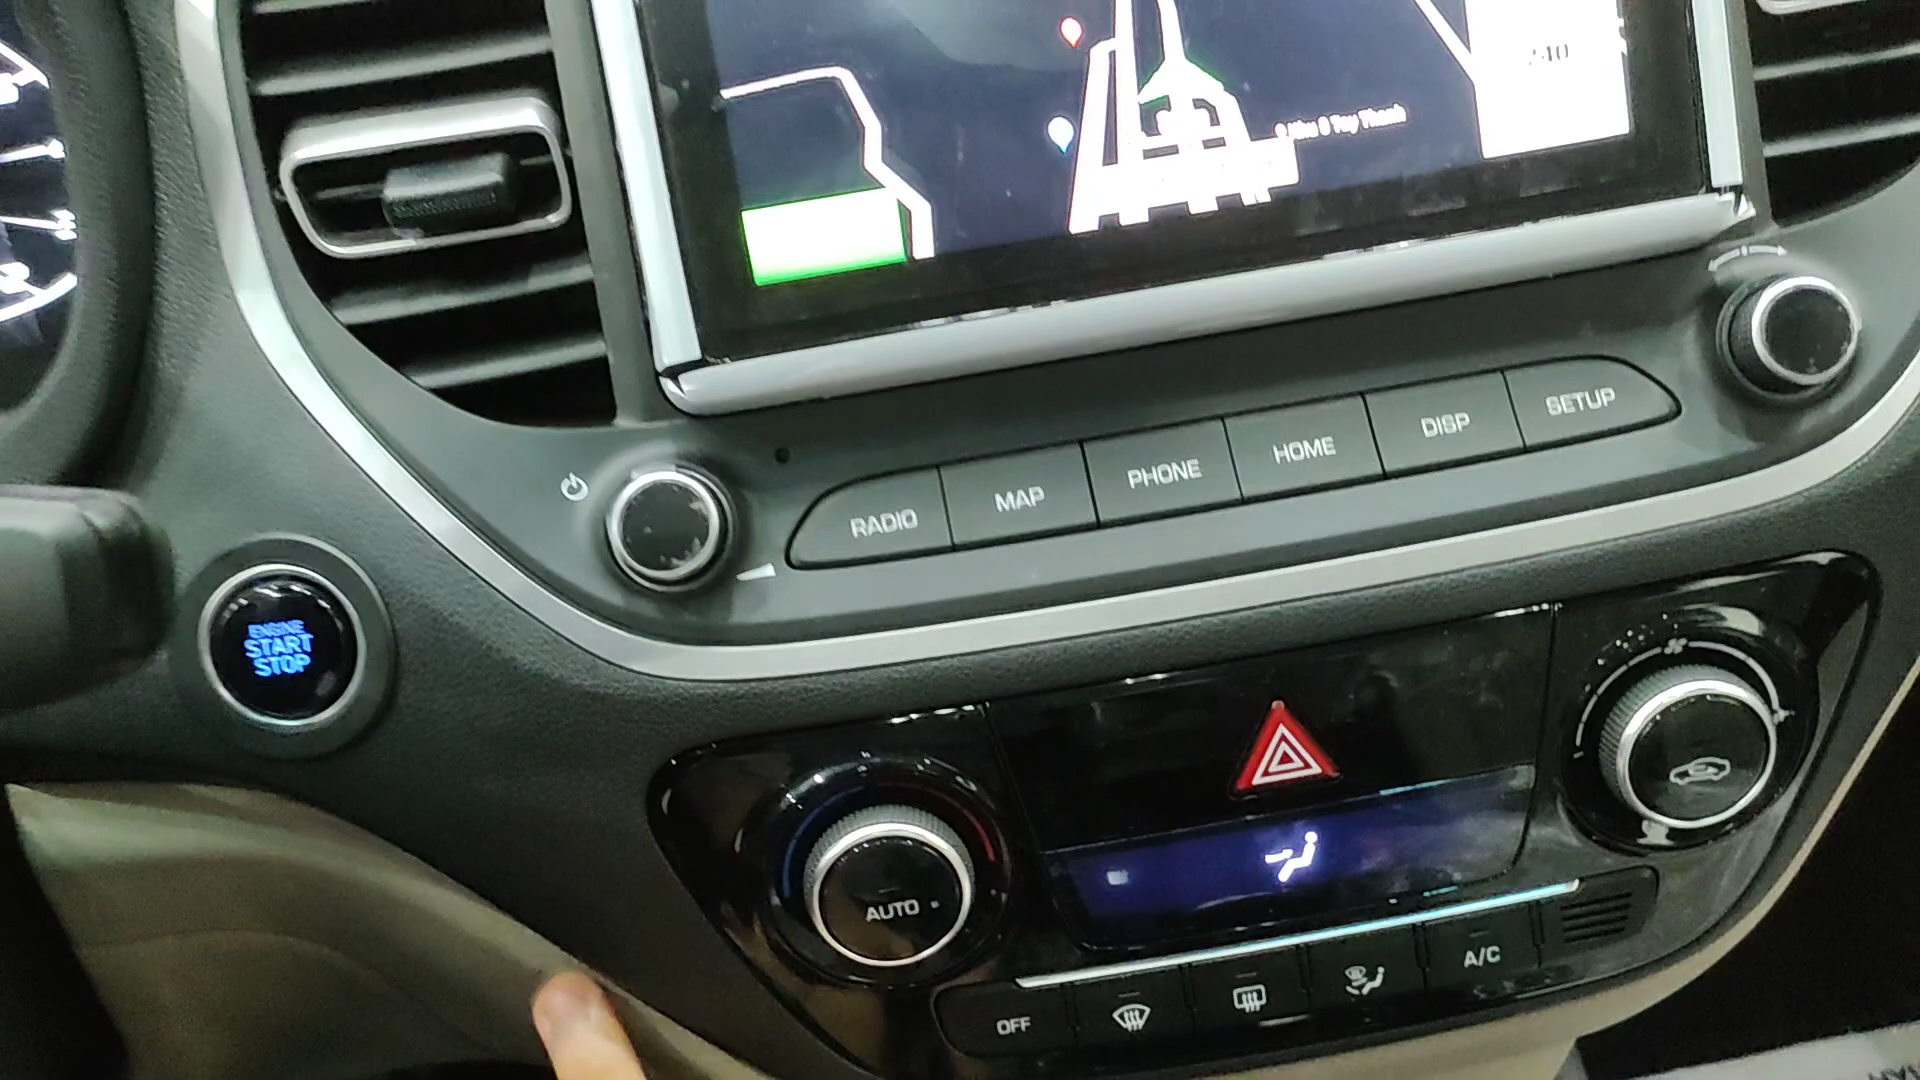 RADIO
MAP
PHONE
HOME
DISP
SETUP
ENGINE
START
STOP
AUTO
OFF
A/C